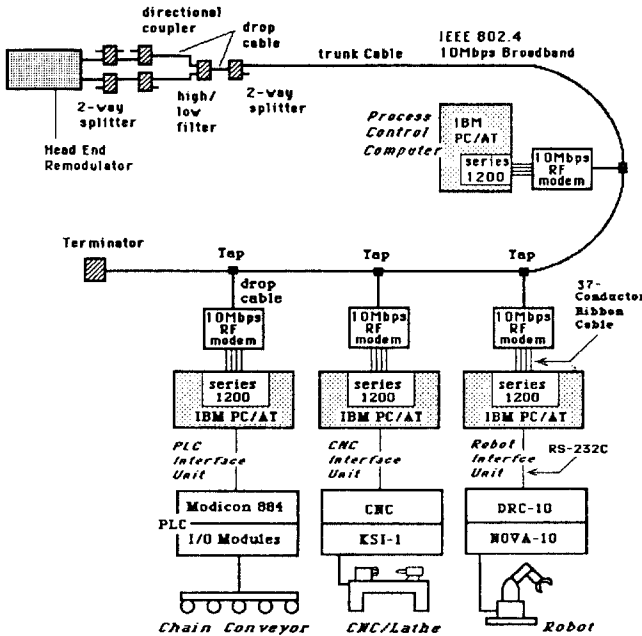 directional
coupler
drop
cable
trunk Cable
IEEE 802.4
10Mbps Broadband
2-way
splitter
high/
low
filter
2-way
splitter
Head End
Remodulator
Process
Control
Computer
IBM
PC/AT
series
1200
10Mbps
RF
modem
Terminator
Tap
Tap
Tap
drop
cable
37-
Conductor
Ribbon
Cable
10Mbps
RF
modem
10Mbps
RF
modem
10Mbps
RF
modem
series
1200
IBM PC/AT
series
1200
IBM PC/AT
series
1200
IBM PC/AT
PLC
Interface
Unit
CNC
Interface
Unit
Robot
Interfce
Unit
RS-232C
Modicon 884
PLC
I/O Modules
CNC
KSI-1
DRC-10
NOVA-10
Chain Conveyor
CNC/Lathe
Robot